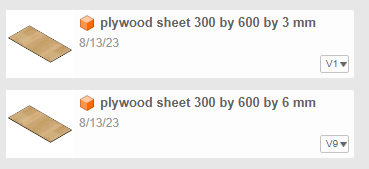 plywood sheet 300 by 600 by 3 mm
8/13/23
V1
plywood sheet 300 by 600 by 6 mm
8/13/23
V9